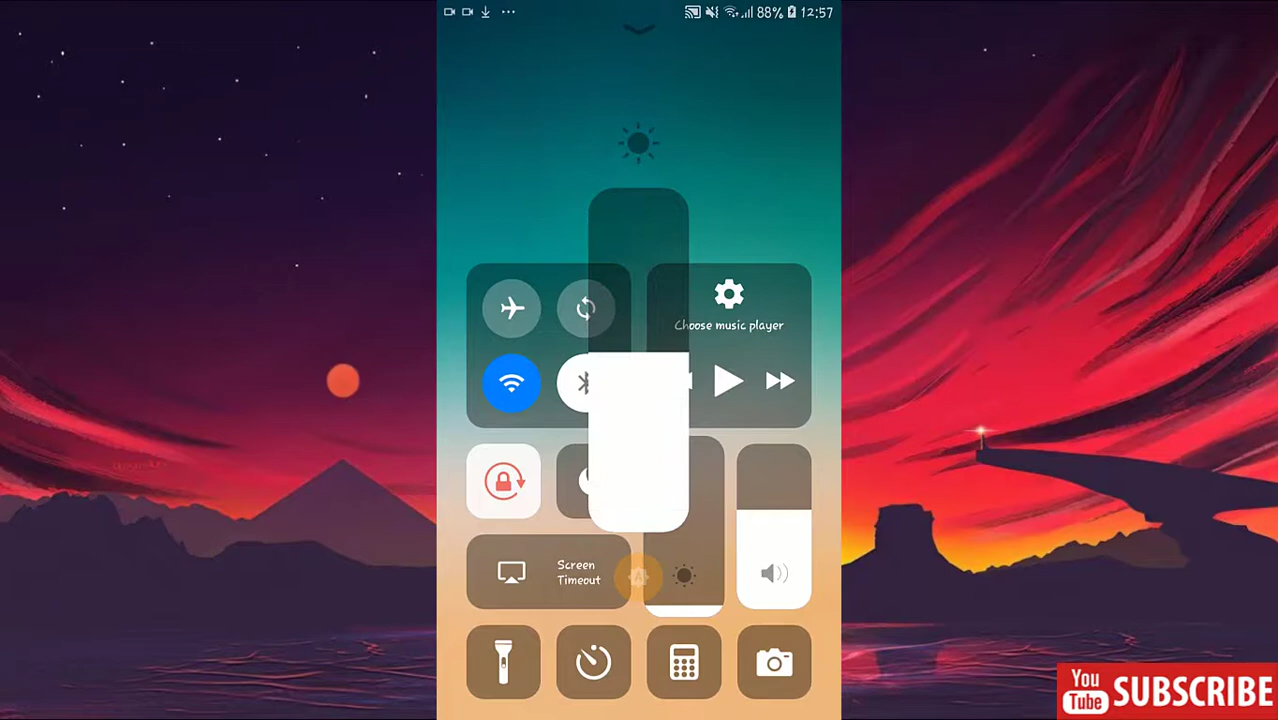 88% 12:57
Choose music player
Screen
Timeout
A
You
Tube SUBSCRIBE